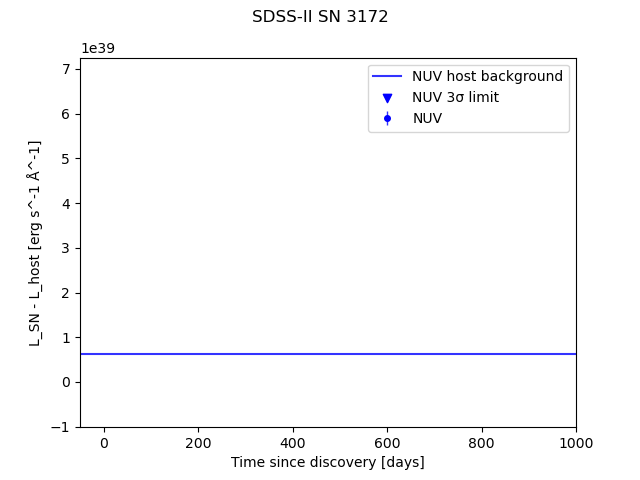 SDSS-II SN 3172
1e39
NUV host background
NUV 3σ limit
NUV
7
6
5
4
3
2
1
0
−1
L_SN - L_host [erg s^-1 Å^-1]
0 200 400 600 800 1000
Time since discovery [days]